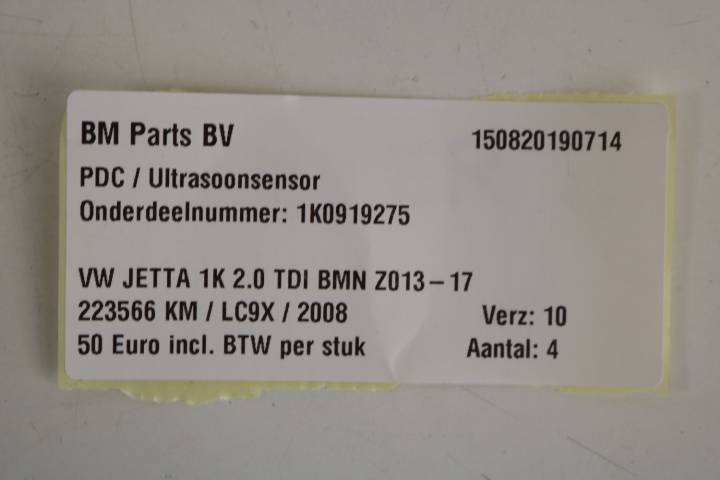 BM Parts BV 150820190714
PDC / Ultrasoonsensor
Onderdeelnummer: 1K0919275
VW JETTA 1K 2.0 TDI BMN Z013-17
223566 KM / LC9X / 2008 Verz: 10
50 Euro incl. BTW per stuk Aantal: 4